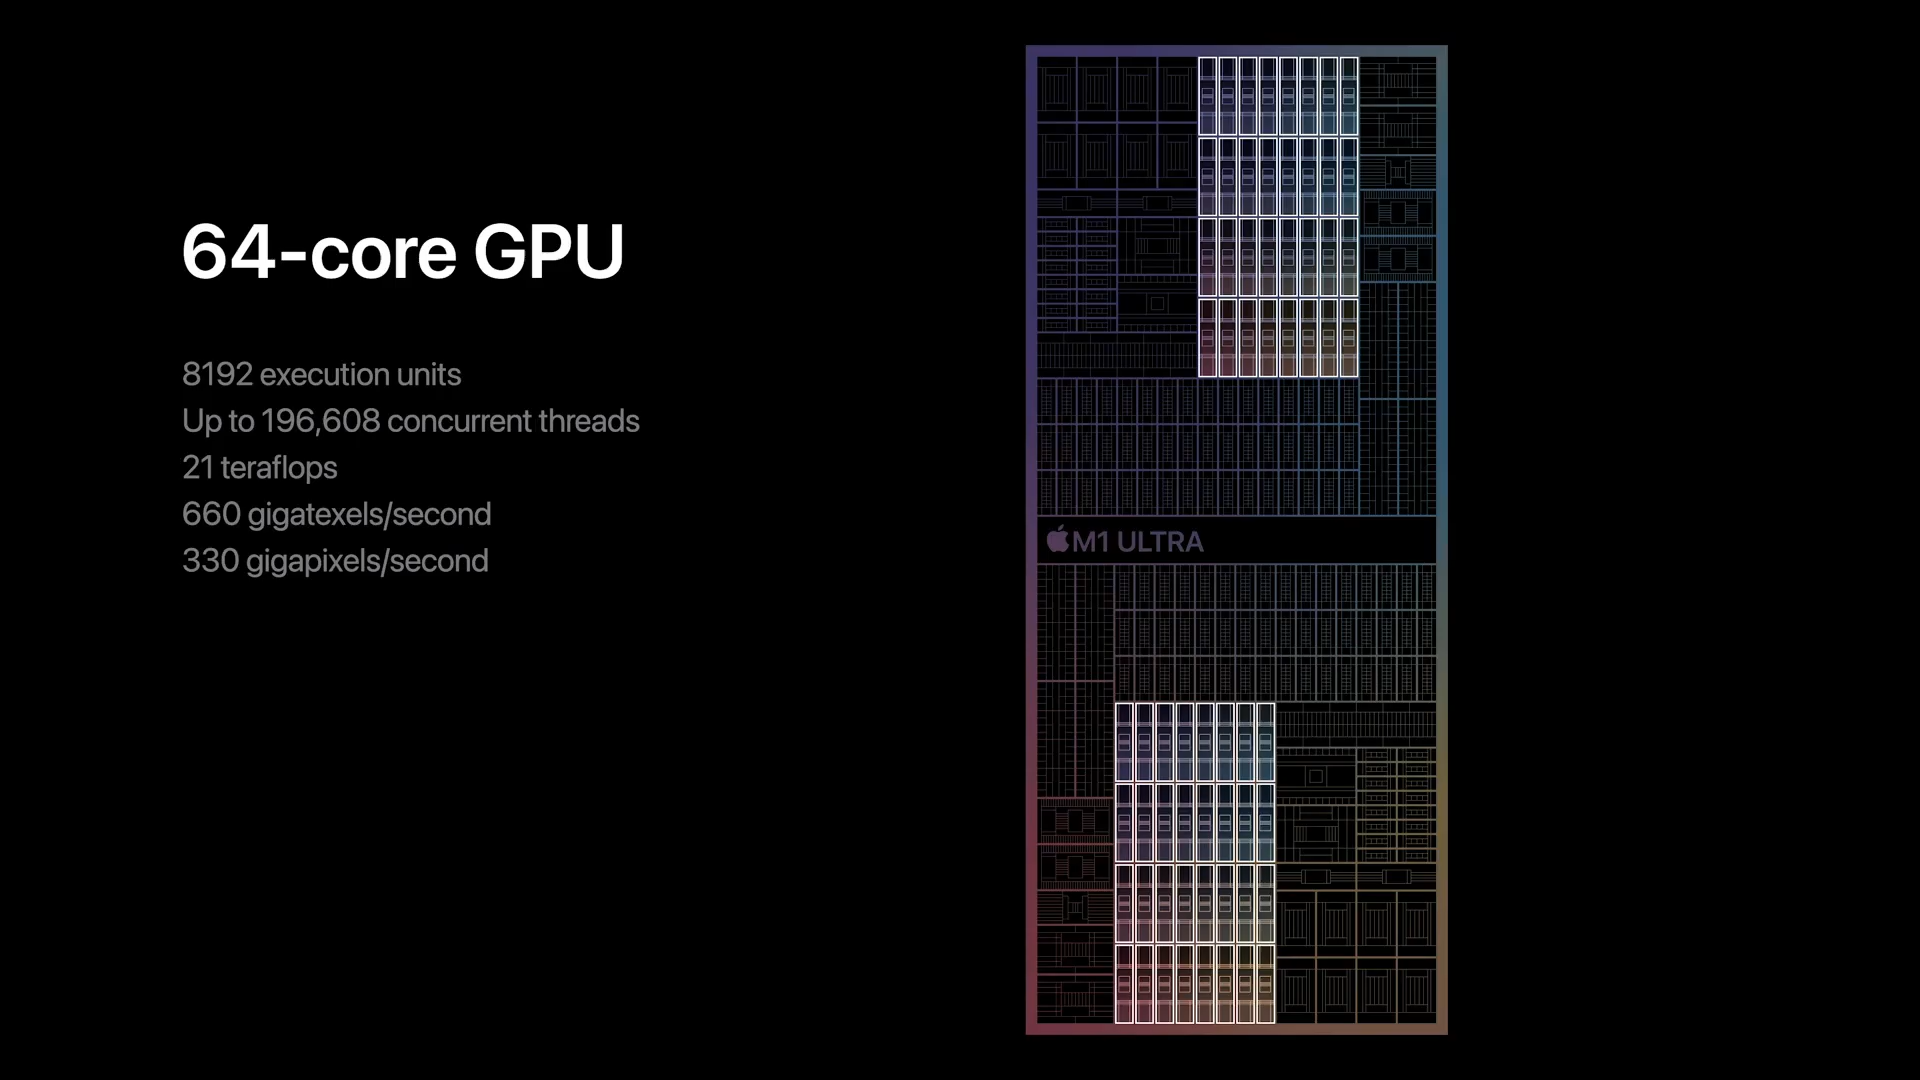 64-core GPU
8192 execution units
Up to 196,608 concurrent threads
21 teraflops
660 gigatexels/second
330 gigapixels/second
M1 ULTRA